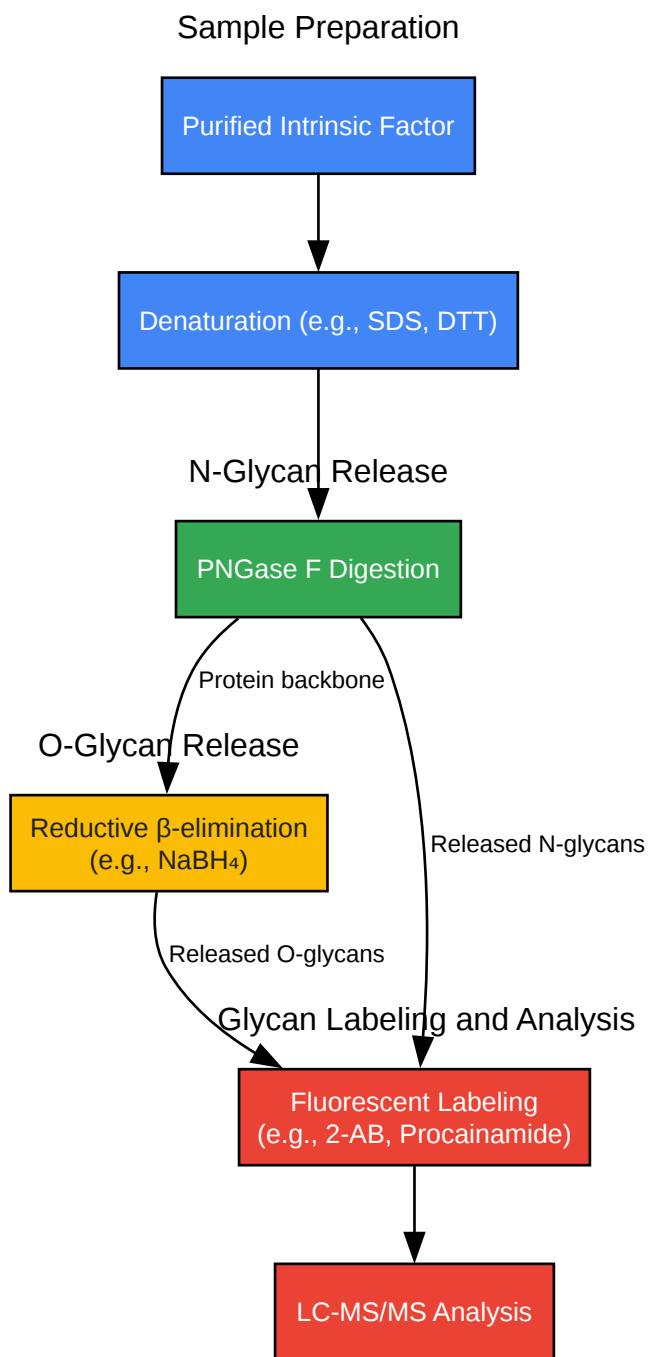 Sample Preparation
Purified Intrinsic Factor
Denaturation (e.g., SDS, DTT)
N-Glycan Release
PNGase F Digestion
Protein backbone
O-Glycan Release
Reductive β-elimination
(e.g., NaBH₄)
Released N-glycans
Released O-glycans
Glycan Labeling and Analysis
Fluorescent Labeling
(e.g., 2-AB, Procainamide)
LC-MS/MS Analysis